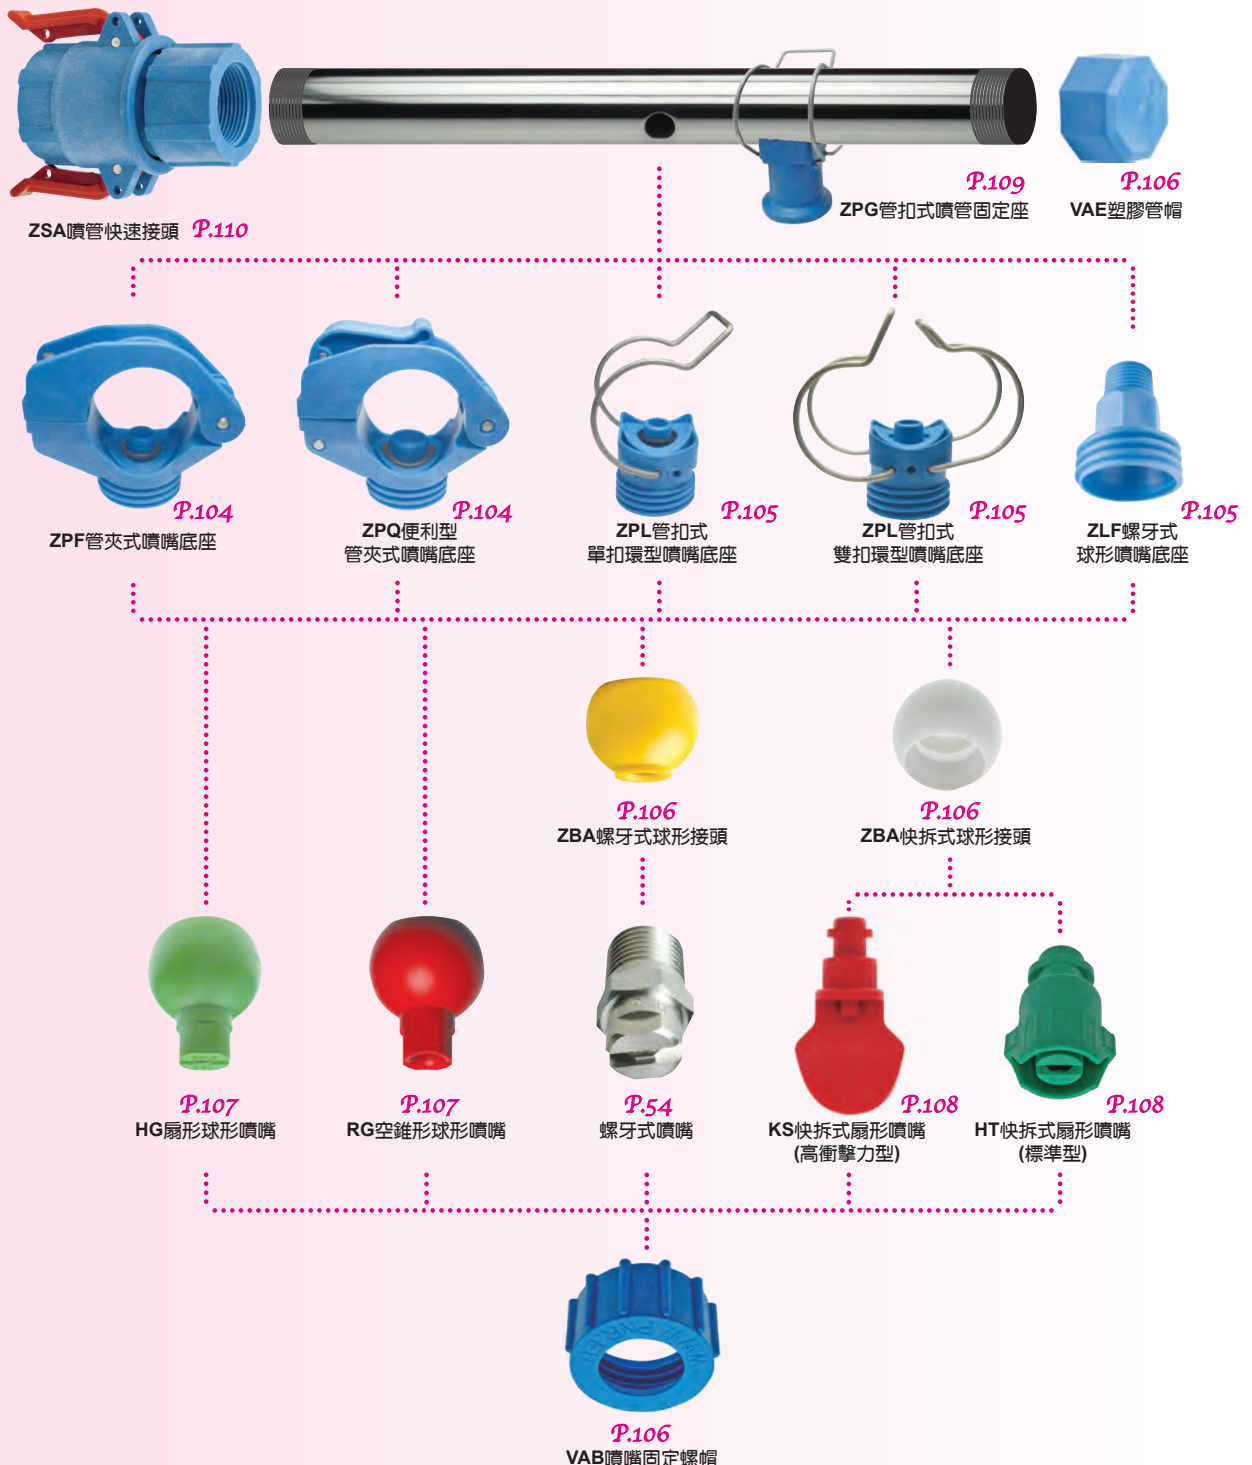 P.109
P.106
ZSA噴管快速接頭 P.110
ZPG管扣式噴管固定座
VAE塑膠管帽
P.104
ZPF管夾式噴嘴底座
P.104
ZPQ便利型
管夾式噴嘴底座
P.105
ZPL管扣式
單扣環型噴嘴底座
P.105
ZPL管扣式
雙扣環型噴嘴底座
P.105
ZLF螺牙式
球形噴嘴底座
P.106
ZBA螺牙式球形接頭
P.106
ZBA快拆式球形接頭
P.107
HG扇形球形噴嘴
P.107
RG空錐形球形噴嘴
P.54
螺牙式噴嘴
P.108
KS快拆式扇形噴嘴
(高衝擊力型)
P.108
HT快拆式扇形噴嘴
(標準型)
P.106
VAB噴嘴固定螺帽